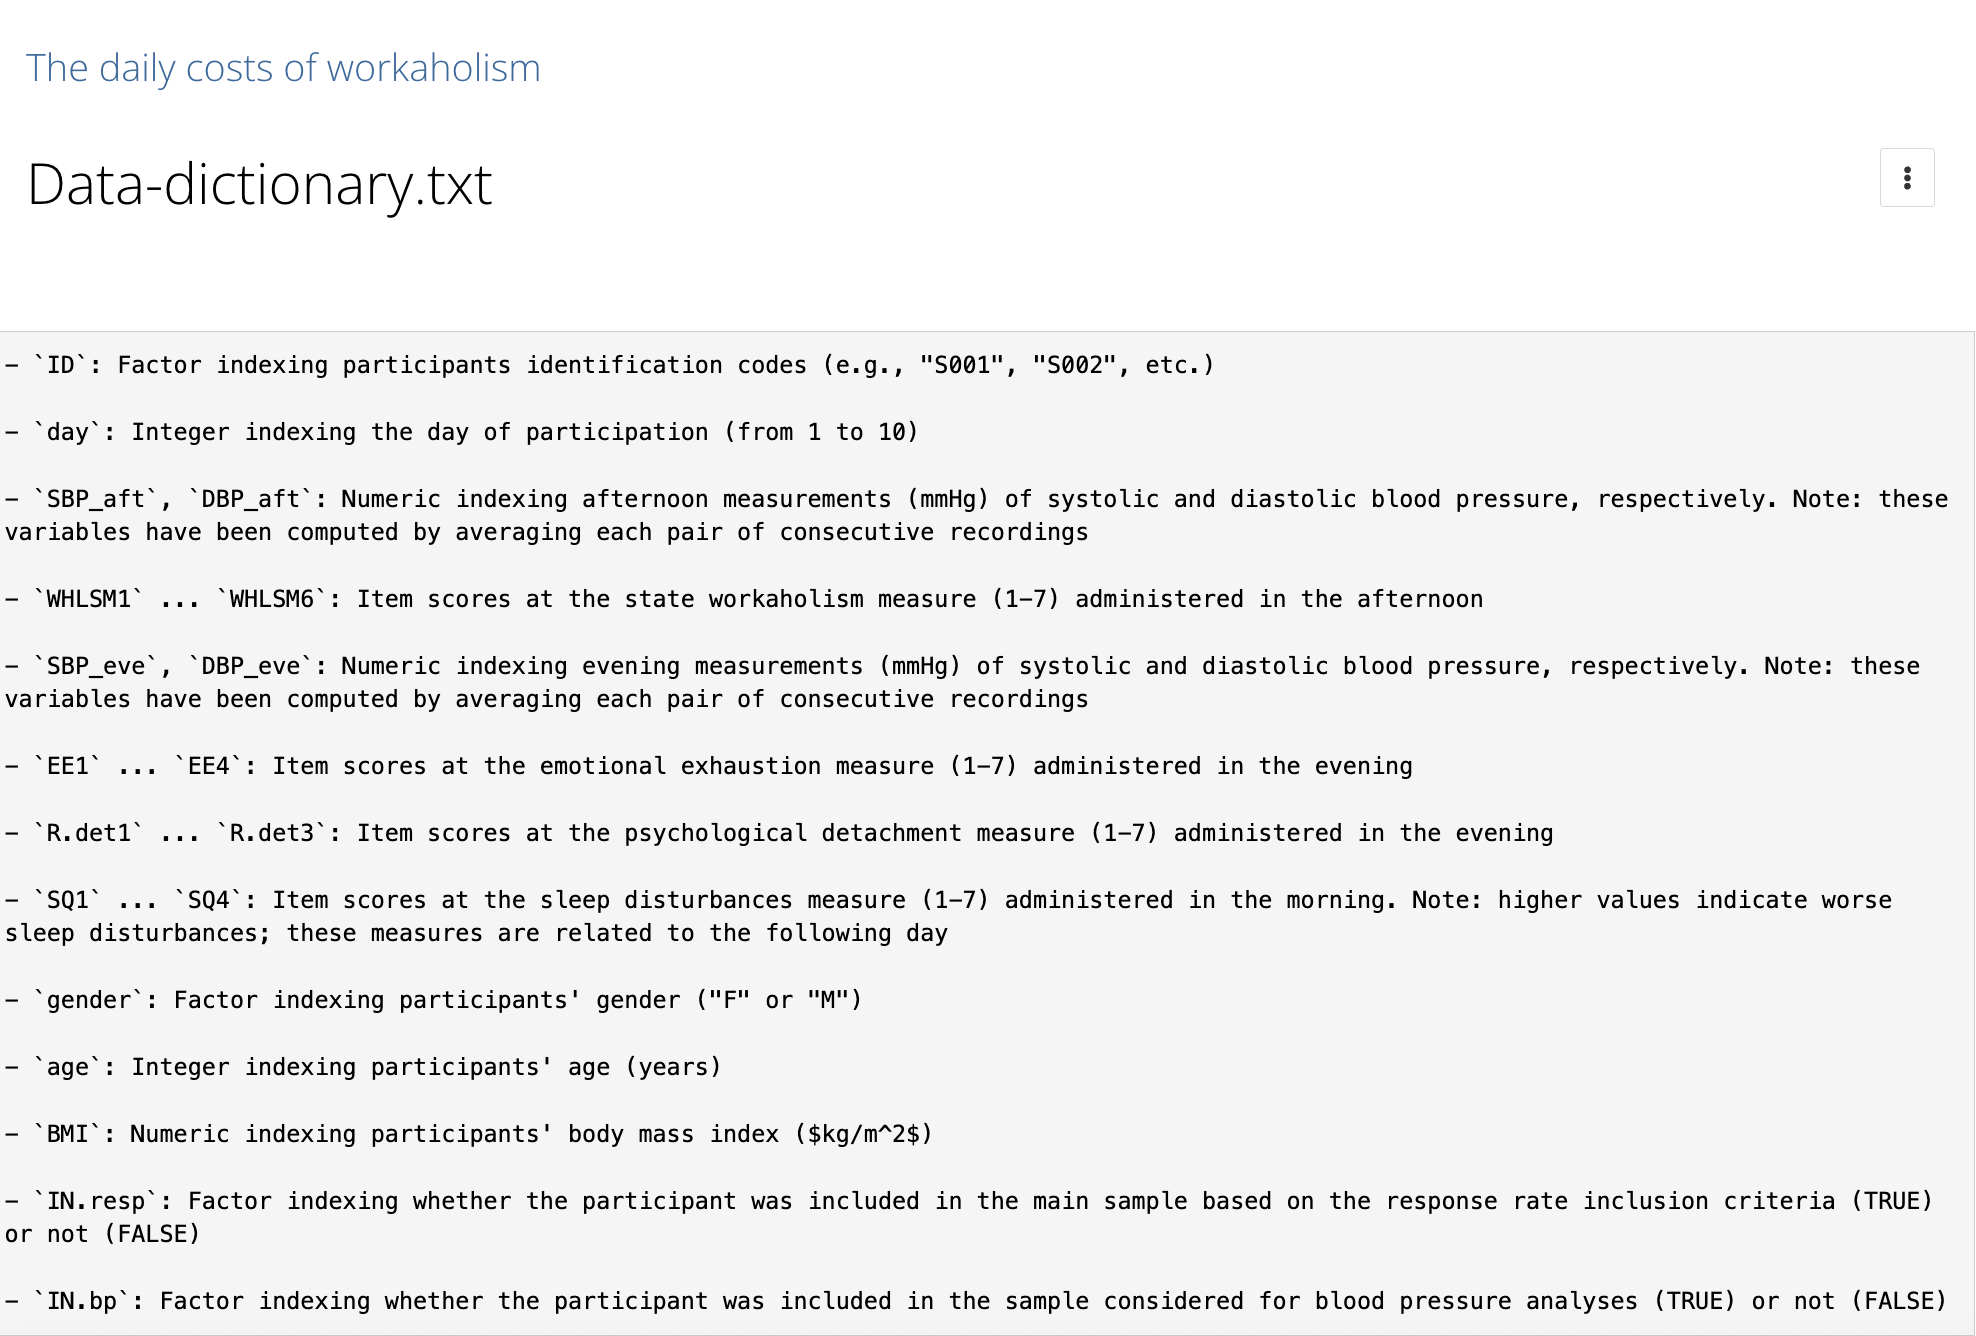 The daily costs of workaholism
Data-dictionary.txt
– `ID`: Factor indexing participants identification codes (e.g., "S001", "S002", etc.)
– `day`: Integer indexing the day of participation (from 1 to 10)
– `SBP_aft`, `DBP_aft`: Numeric indexing afternoon measurements (mmHg) of systolic and diastolic blood pressure, respectively. Note: these
variables have been computed by averaging each pair of consecutive recordings
– `WHLSM1` ... `WHLSM6`: Item scores at the state workaholism measure (1–7) administered in the afternoon
– `SBP_eve`, `DBP_eve`: Numeric indexing evening measurements (mmHg) of systolic and diastolic blood pressure, respectively. Note: these
variables have been computed by averaging each pair of consecutive recordings
– `EE1` ... `EE4`: Item scores at the emotional exhaustion measure (1–7) administered in the evening
– `R.det1` ... `R.det3`: Item scores at the psychological detachment measure (1–7) administered in the evening
– `SQ1` ... `SQ4`: Item scores at the sleep disturbances measure (1–7) administered in the morning. Note: higher values indicate worse
sleep disturbances; these measures are related to the following day
– `gender`: Factor indexing participants' gender ("F" or "M")
– `age`: Integer indexing participants' age (years)
– `BMI`: Numeric indexing participants' body mass index ($kg/m^2$)
– `IN.resp`: Factor indexing whether the participant was included in the main sample based on the response rate inclusion criteria (TRUE)
or not (FALSE)
– `IN.bp`: Factor indexing whether the participant was included in the sample considered for blood pressure analyses (TRUE) or not (FALSE)